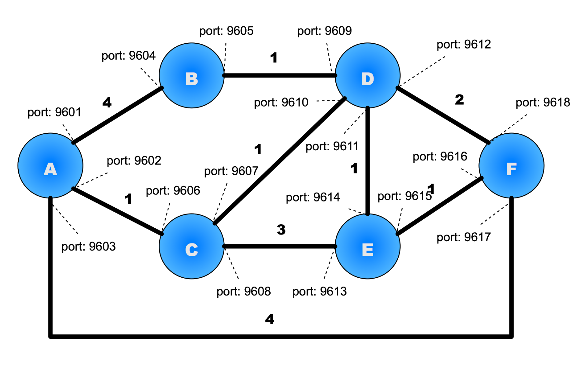 port: 9605
port: 9609
port: 9604
1
port: 9612
B
D
4
port: 9610
2
port: 9618
port: 9601
1
port: 9611
A
port: 9602
port: 9607
1
port: 9616
F
1
port: 9606
port: 9614
port: 9615
1
port: 9603
C
3
E
port: 9617
port: 9608
port: 9613
4